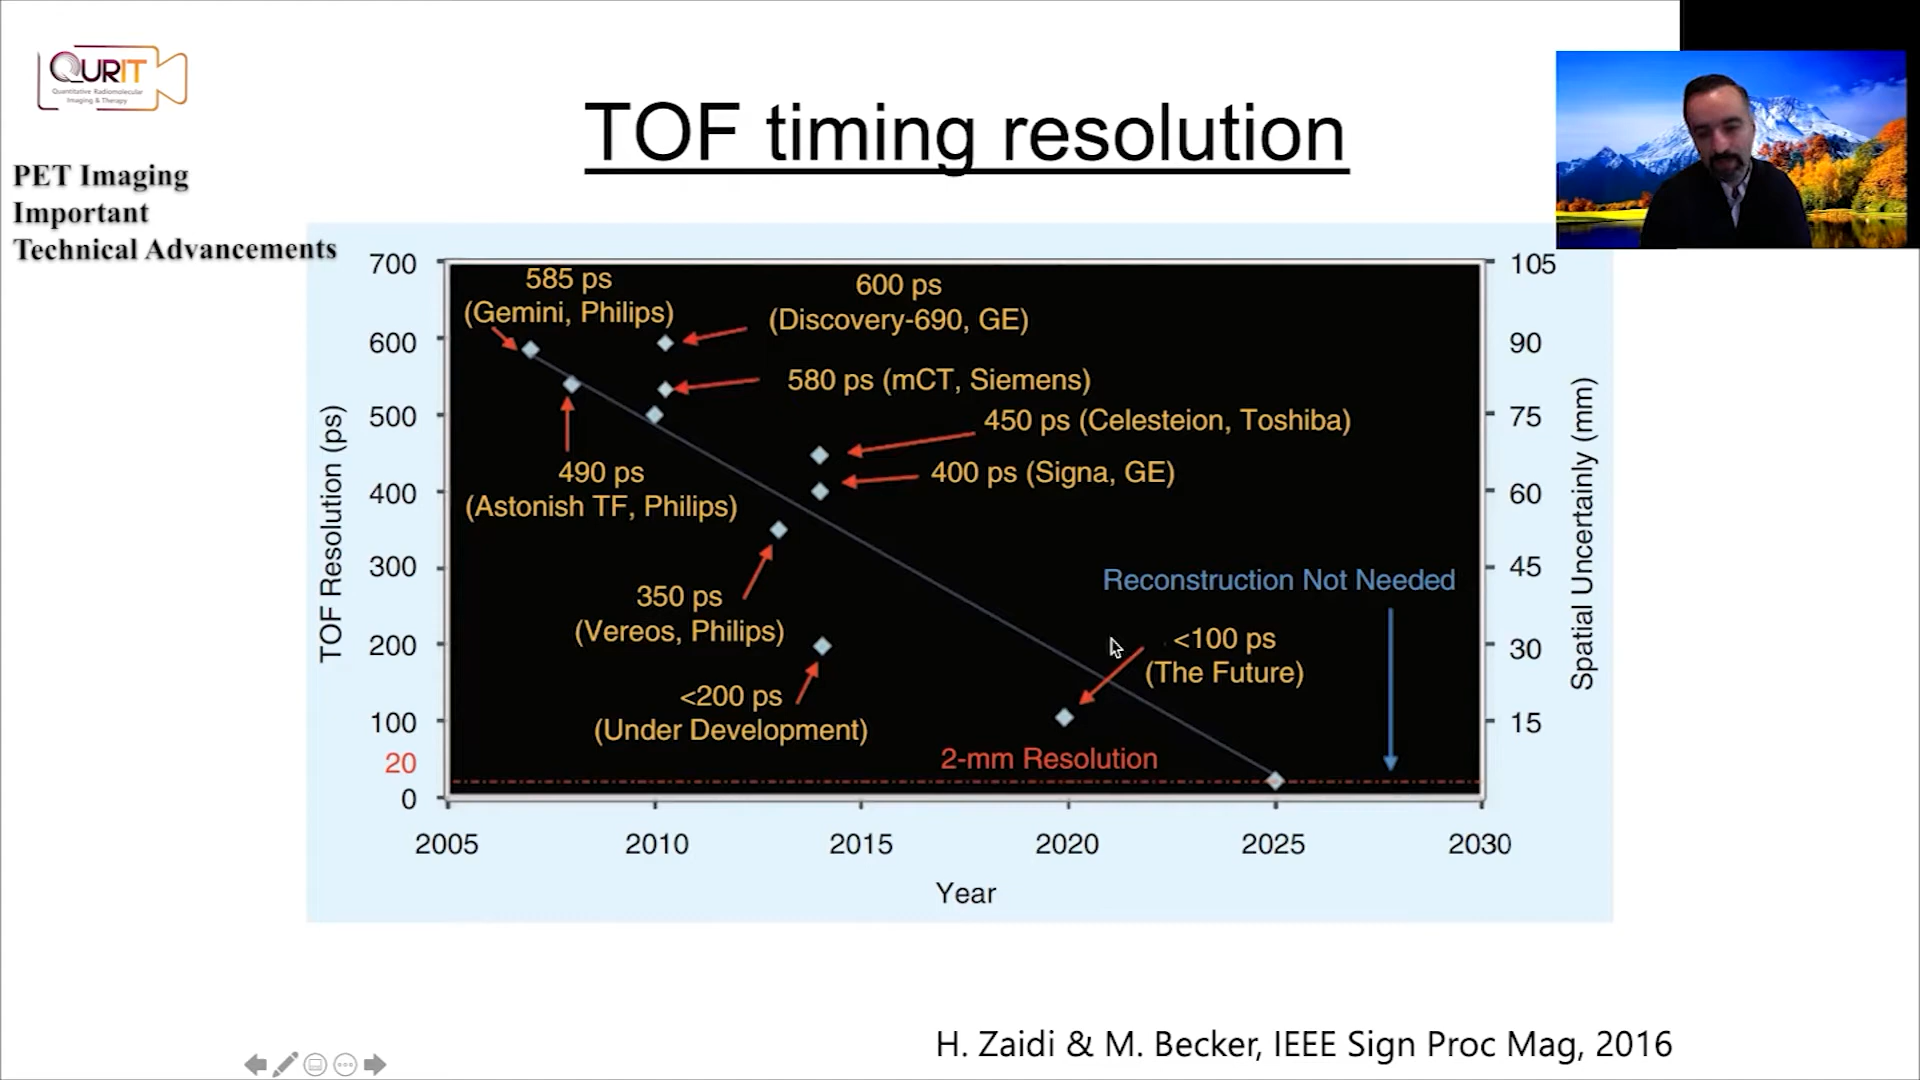 QURIT
Quantitative Radiomolecular
Imaging & Therapy
TOF timing resolution
PET Imaging
Important
Technical Advancements
TOF Resolution (ps)
700
600
500
400
300
200
100
20
0
585 ps
(Gemini, Philips)
600 ps
(Discovery-690, GE)
580 ps (mCT, Siemens)
450 ps (Celesteion, Toshiba)
490 ps
(Astonish TF, Philips)
400 ps (Signa, GE)
350 ps
(Vereos, Philips)
Reconstruction Not Needed
<100 ps
(The Future)
<200 ps
(Under Development)
2-mm Resolution
105
90
75
60
45
30
15
Spatial Uncertainly (mm)
2005
2010
2015
2020
2025
2030
Year
H. Zaidi & M. Becker, IEEE Sign Proc Mag, 2016